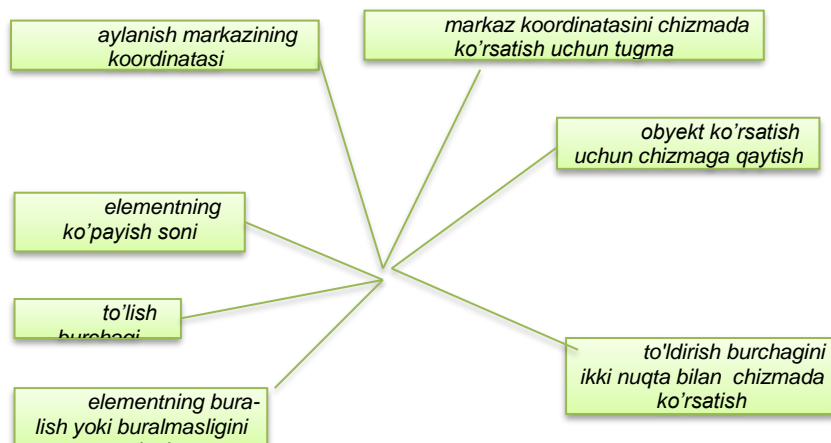 aylanish markazining
koordinatasi
markaz koordinatasini chizmada
ko’rsatish uchun tugma
obyekt ko’rsatish
uchun chizmaga qaytish
elementning
ko’payish soni
to’lish
burchagi
to'ldirish burchagini
ikki nuqta bilan chizmada
ko’rsatish
elementning bura-
lish yoki buralmasligini